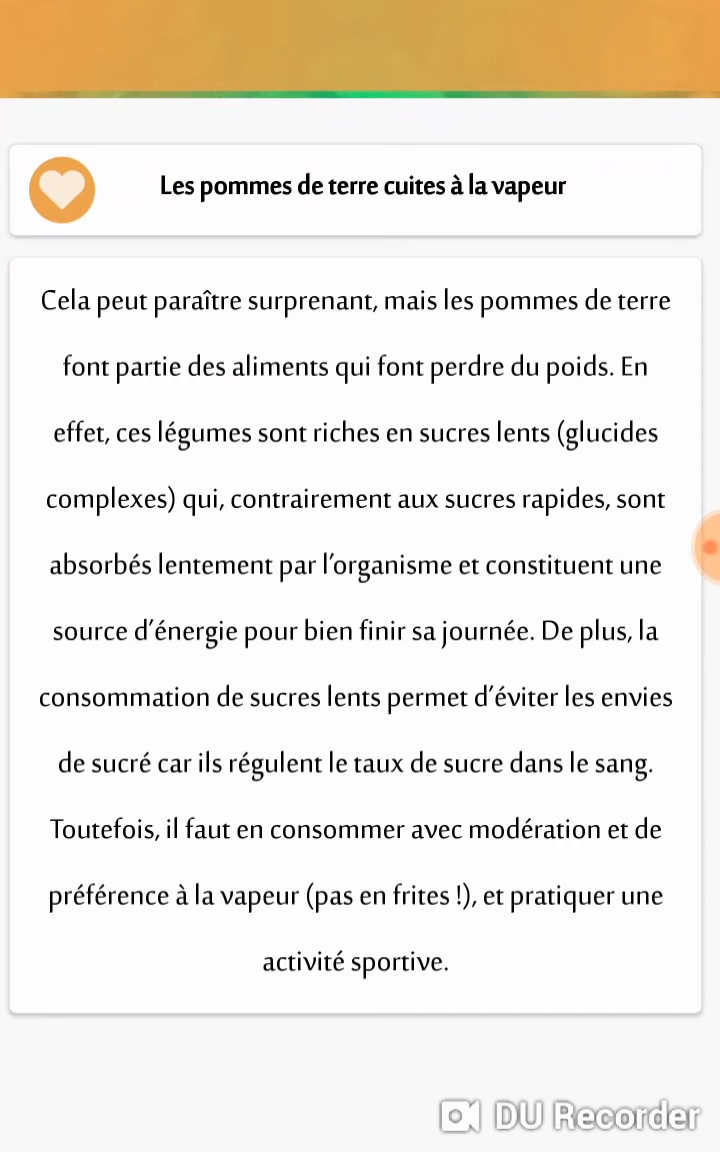 Les pommes de terre cuites à la vapeur
Cela peut paraître surprenant, mais les pommes de terre
font partie des aliments qui font perdre du poids. En
effet, ces légumes sont riches en sucres lents (glucides
complexes) qui, contrairement aux sucres rapides, sont
absorbés lentement par l'organisme et constituent une
source d'énergie pour bien finir sa journée. De plus, la
consommation de sucres lents permet d'éviter les envies
de sucré car ils régulent le taux de sucre dans le sang.
Toutefois, il faut en consommer avec modération et de
préférence à la vapeur (pas en frites !), et pratiquer une
activité sportive.
DU Recorder